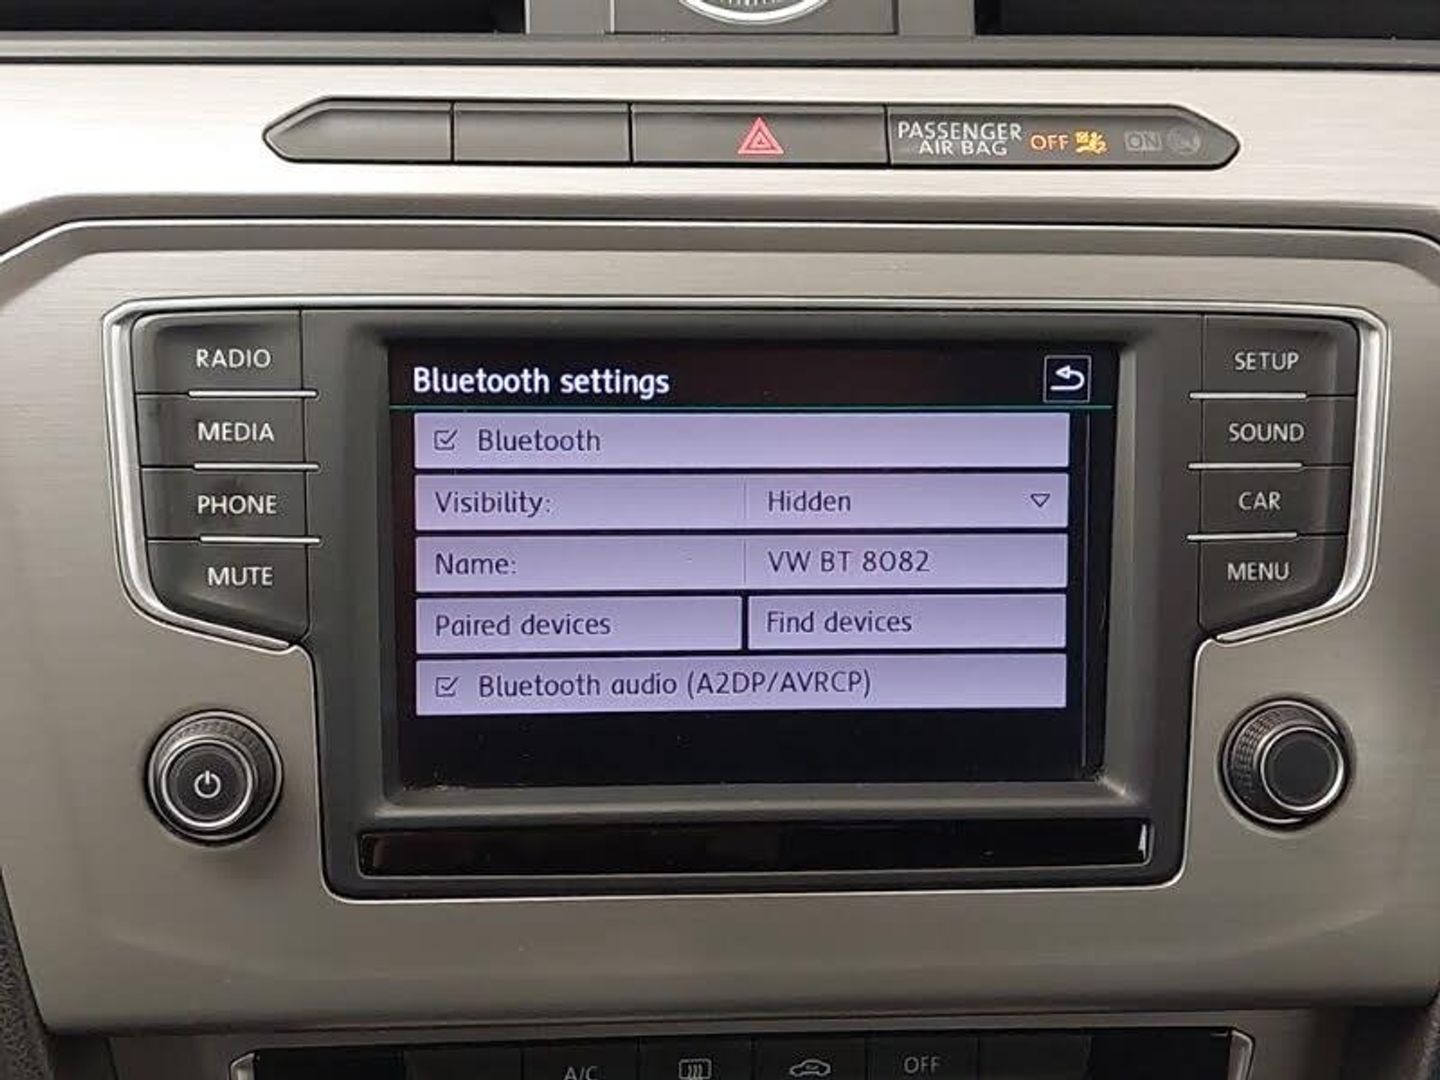 PASSENGER
AIR BAG OFF ON
RADIO
MEDIA
PHONE
MUTE
Bluetooth settings
Bluetooth
Visibility: Hidden
Name: VW BT 8082
Paired devices Find devices
Bluetooth audio (A2DP/AVRCP)
SETUP
SOUND
CAR
MENU
A/C OFF